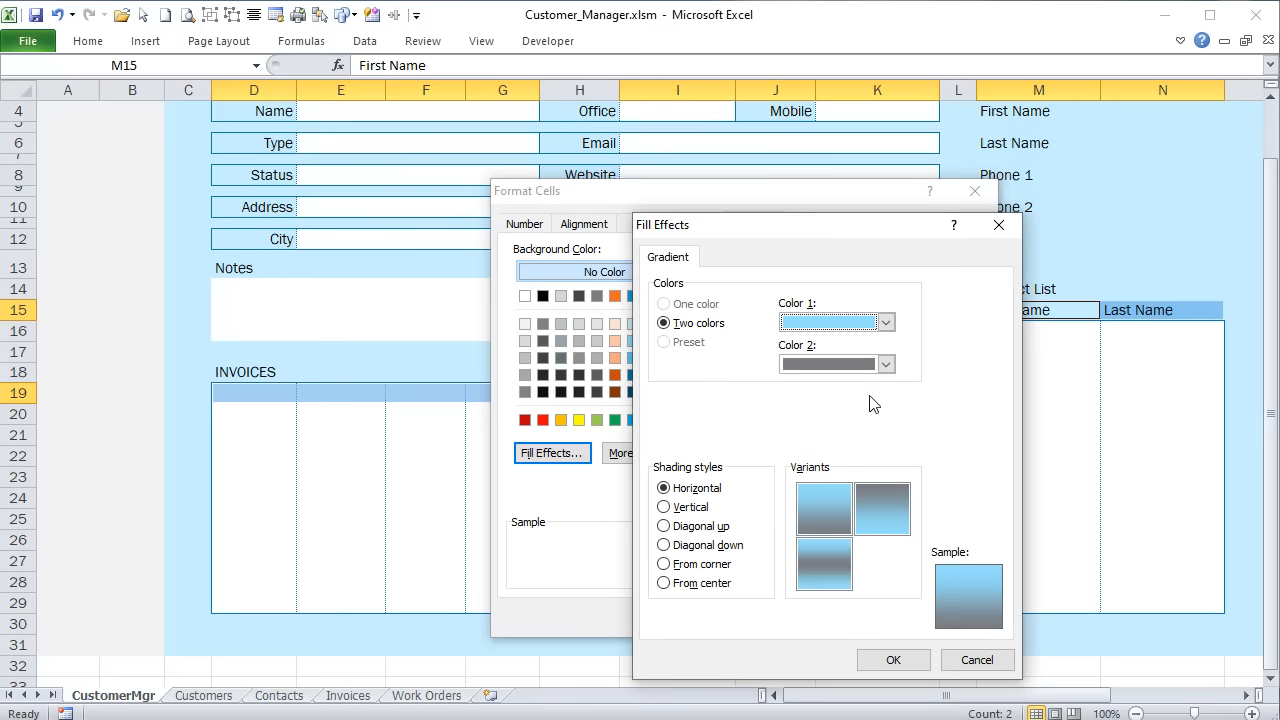 Customer_Manager.xlsm - Microsoft Excel
File Home Insert Page Layout Formulas Data Review View Developer
M15 fx First Name
A B C D E F G H I J K L M N
4 Name Office Mobile First Name
5
6 Type Email Last Name
7
8 Status Website Phone 1
9
10 Address
11
12 City
13 Notes
14
15 Last Name
16
17
18 INVOICES
19
20
21
22
23
24
25
26
27
28
29
30
31
32
33
Format Cells ?
Number Alignment
Background Color:
No Color
Fill Effects... More
Sample
Fill Effects ?
Gradient
Colors
One color
Two colors
Preset
Color 1:
Color 2:
Shading styles
Horizontal
Vertical
Diagonal up
Diagonal down
From corner
From center
Variants
Sample:
OK Cancel
CustomerMgr Customers Contacts Invoices Work Orders
Ready Count: 2 100%